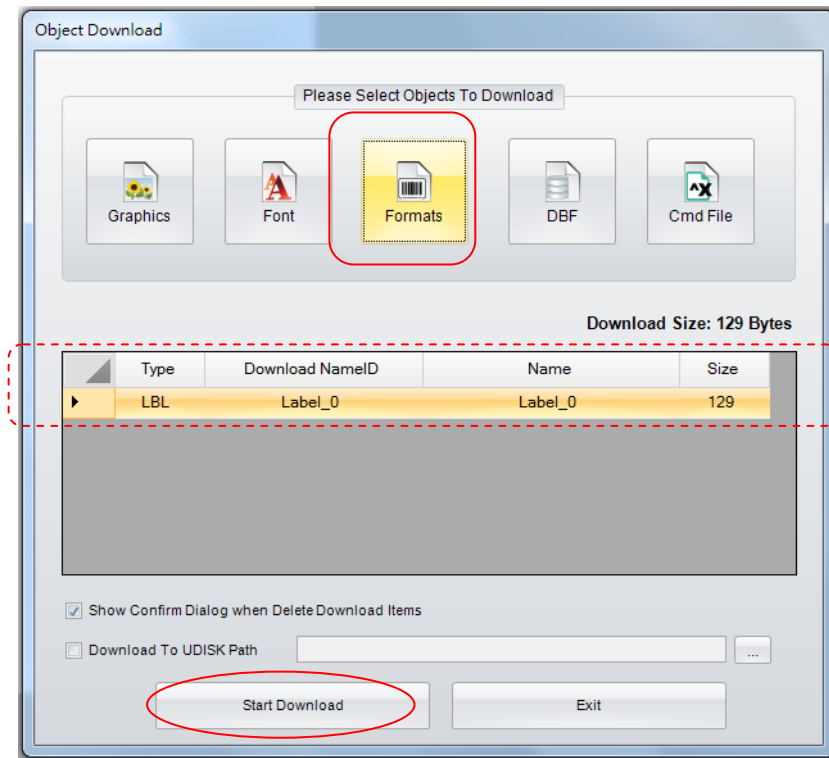 Object Download
Please Select Objects To Download
Graphics Font Formats DBF Cmd File
Download Size: 129 Bytes
Type Download NameID Name Size
LBL Label_0 Label_0 129
Show Confirm Dialog when Delete Download Items
Download To UDISK Path ...
Start Download Exit